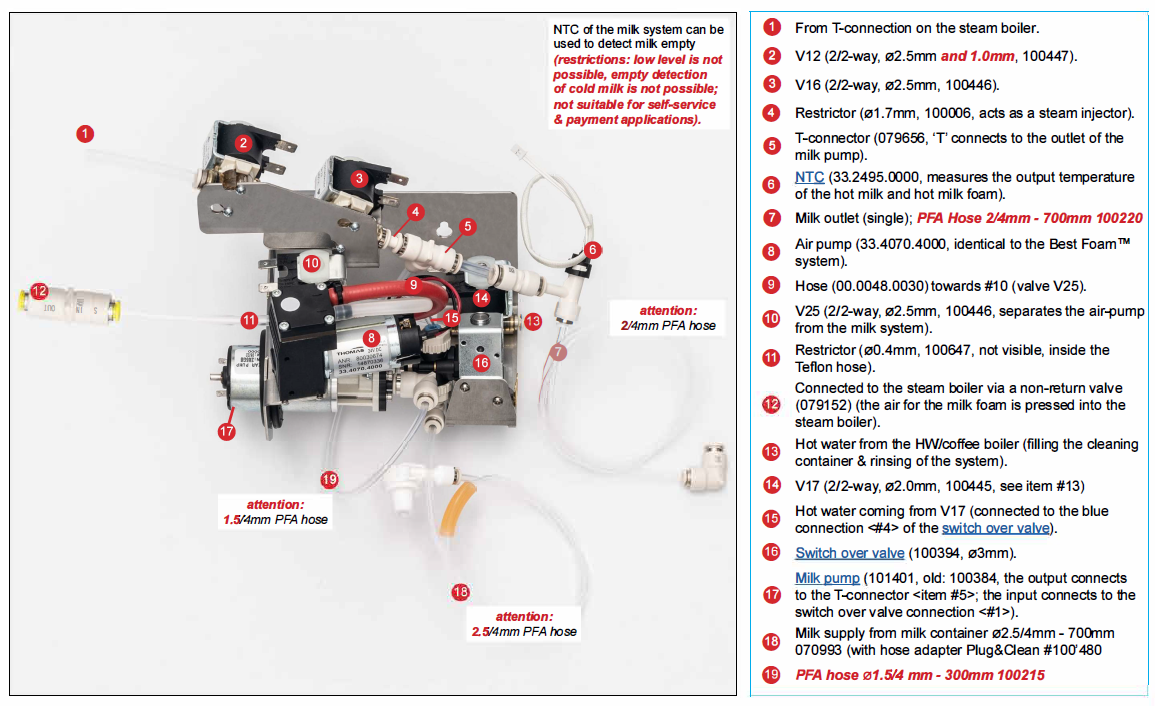 NTC of the milk system can be
used to detect milk empty
(restrictions: low level is not
possible, empty detection
of cold milk is not possible;
not suitable for self-service
& payment applications).
1
2
3
4
5
6
7
8
9
10
11
12
13
14
15
16
17
18
19
OUT
THOMAS
ANR: 80030674
SNR: 14870336
33.4070.4000
attention:
2/4mm PFA hose
attention:
1.5/4mm PFA hose
attention:
2.5/4mm PFA hose
1 From T-connection on the steam boiler.
2 V12 (2/2-way, ø2.5mm and 1.0mm, 100447).
3 V16 (2/2-way, ø2.5mm, 100446).
4 Restrictor (ø1.7mm, 100006, acts as a steam injector).
5 T-connector (079656, ‘T’ connects to the outlet of the
milk pump).
6 NTC (33.2495.0000, measures the output temperature
of the hot milk and hot milk foam).
7 Milk outlet (single); PFA Hose 2/4mm - 700mm 100220
8 Air pump (33.4070.4000, identical to the Best Foam™
system).
9 Hose (00.0048.0030) towards #10 (valve V25).
10 V25 (2/2-way, ø2.5mm, 100446, separates the air-pump
from the milk system).
11 Restrictor (ø0.4mm, 100647, not visible, inside the
Teflon hose).
12 Connected to the steam boiler via a non-return valve
(079152) (the air for the milk foam is pressed into the
steam boiler).
13 Hot water from the HW/coffee boiler (filling the cleaning
container & rinsing of the system).
14 V17 (2/2-way, ø2.0mm, 100445, see item #13)
15 Hot water coming from V17 (connected to the blue
connection <#4> of the switch over valve).
16 Switch over valve (100394, ø3mm).
17 Milk pump (101401, old: 100384, the output connects
to the T-connector <item #5>; the input connects to the
switch over valve connection <#1>).
18 Milk supply from milk container ø2.5/4mm - 700mm
070993 (with hose adapter Plug&Clean #100'480
19 PFA hose ø1.5/4 mm - 300mm 100215